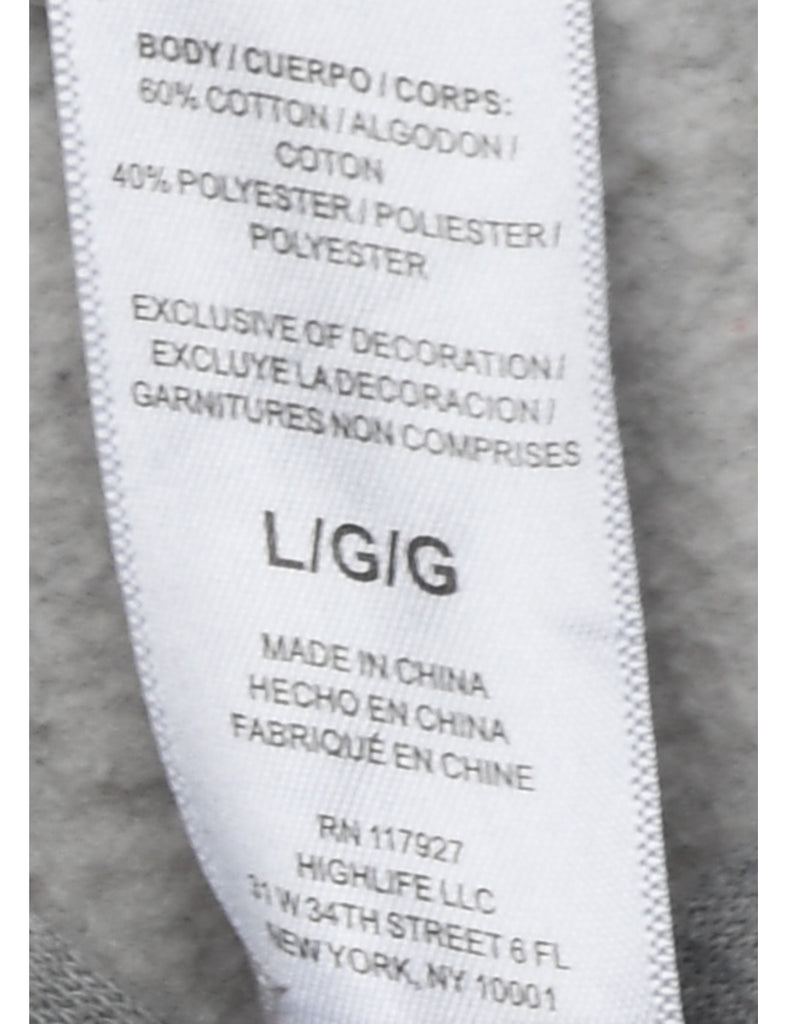 BODY / CUERPO / CORPS:
60% COTTON / ALGODON /
COTON
40% POLYESTER / POLIESTER /
POLYESTER
EXCLUSIVE OF DECORATION /
EXCLUYE LA DECORACION /
GARNITURES NON COMPRISES
L/G/G
MADE IN CHINA
HECHO EN CHINA
FABRIQUÉ EN CHINE
RN 117927
HIGHLIFE LLC
31 W 34TH STREET 6 FL
NEW YORK, NY 10001